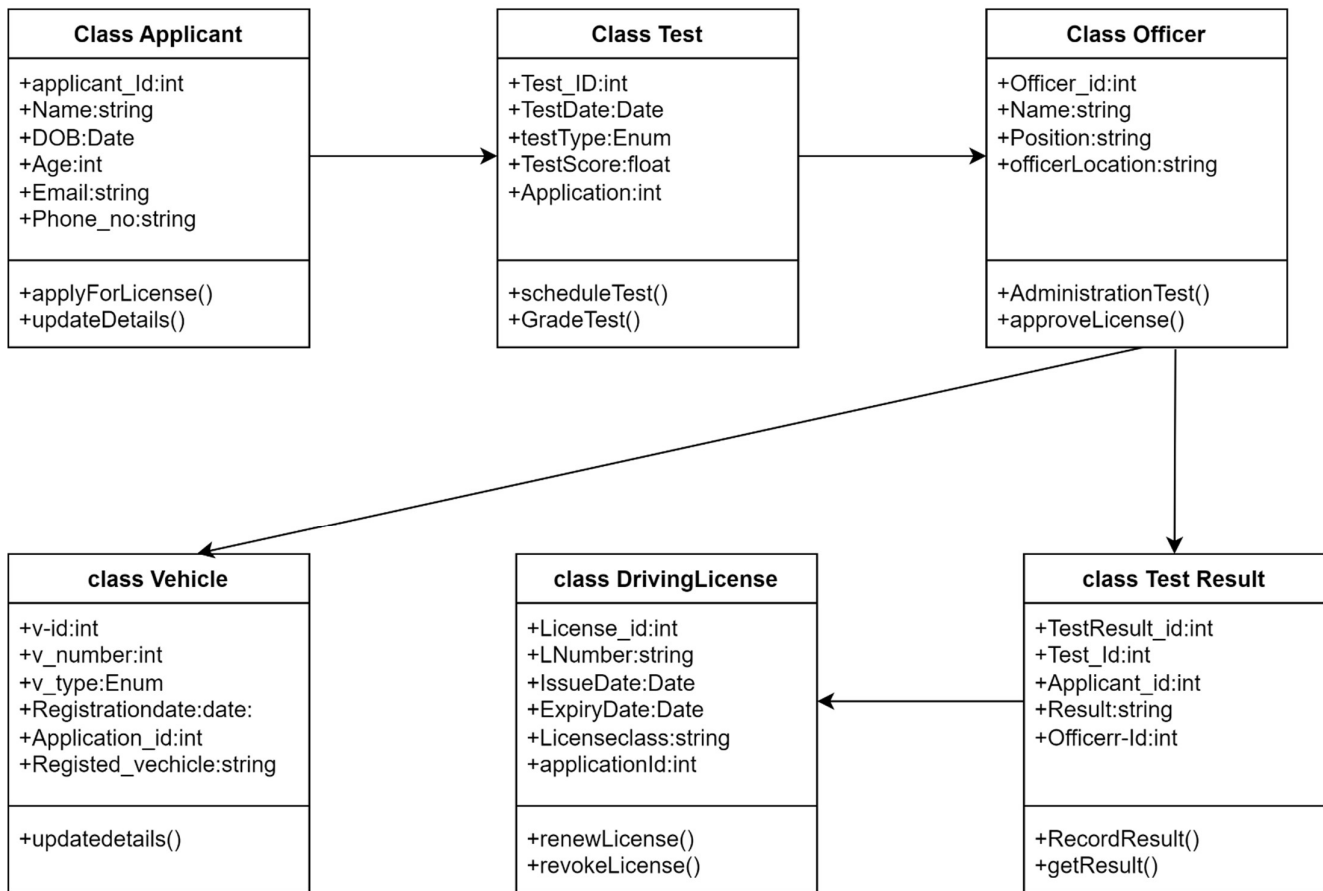 Class Applicant
+applicant_Id:int
+Name:string
+DOB:Date
+Age:int
+Email:string
+Phone_no:string
+applyForLicense()
+updateDetails()
Class Test
+Test_ID:int
+TestDate:Date
+testType:Enum
+TestScore:float
+Application:int
+scheduleTest()
+GradeTest()
Class Officer
+Officer_id:int
+Name:string
+Position:string
+officerLocation:string
+AdministrationTest()
+approveLicense()
class Vehicle
+v-id:int
+v_number:int
+v_type:Enum
+Registrationdate:date:
+Application_id:int
+Registed_vechicle:string
+updatedetails()
class DrivingLicense
+License_id:int
+LNumber:string
+IssueDate:Date
+ExpiryDate:Date
+Licenseclass:string
+applicationId:int
+renewLicense()
+revokeLicense()
class Test Result
+TestResult_id:int
+Test_Id:int
+Applicant_id:int
+Result:string
+Officerr-Id:int
+RecordResult()
+getResult()